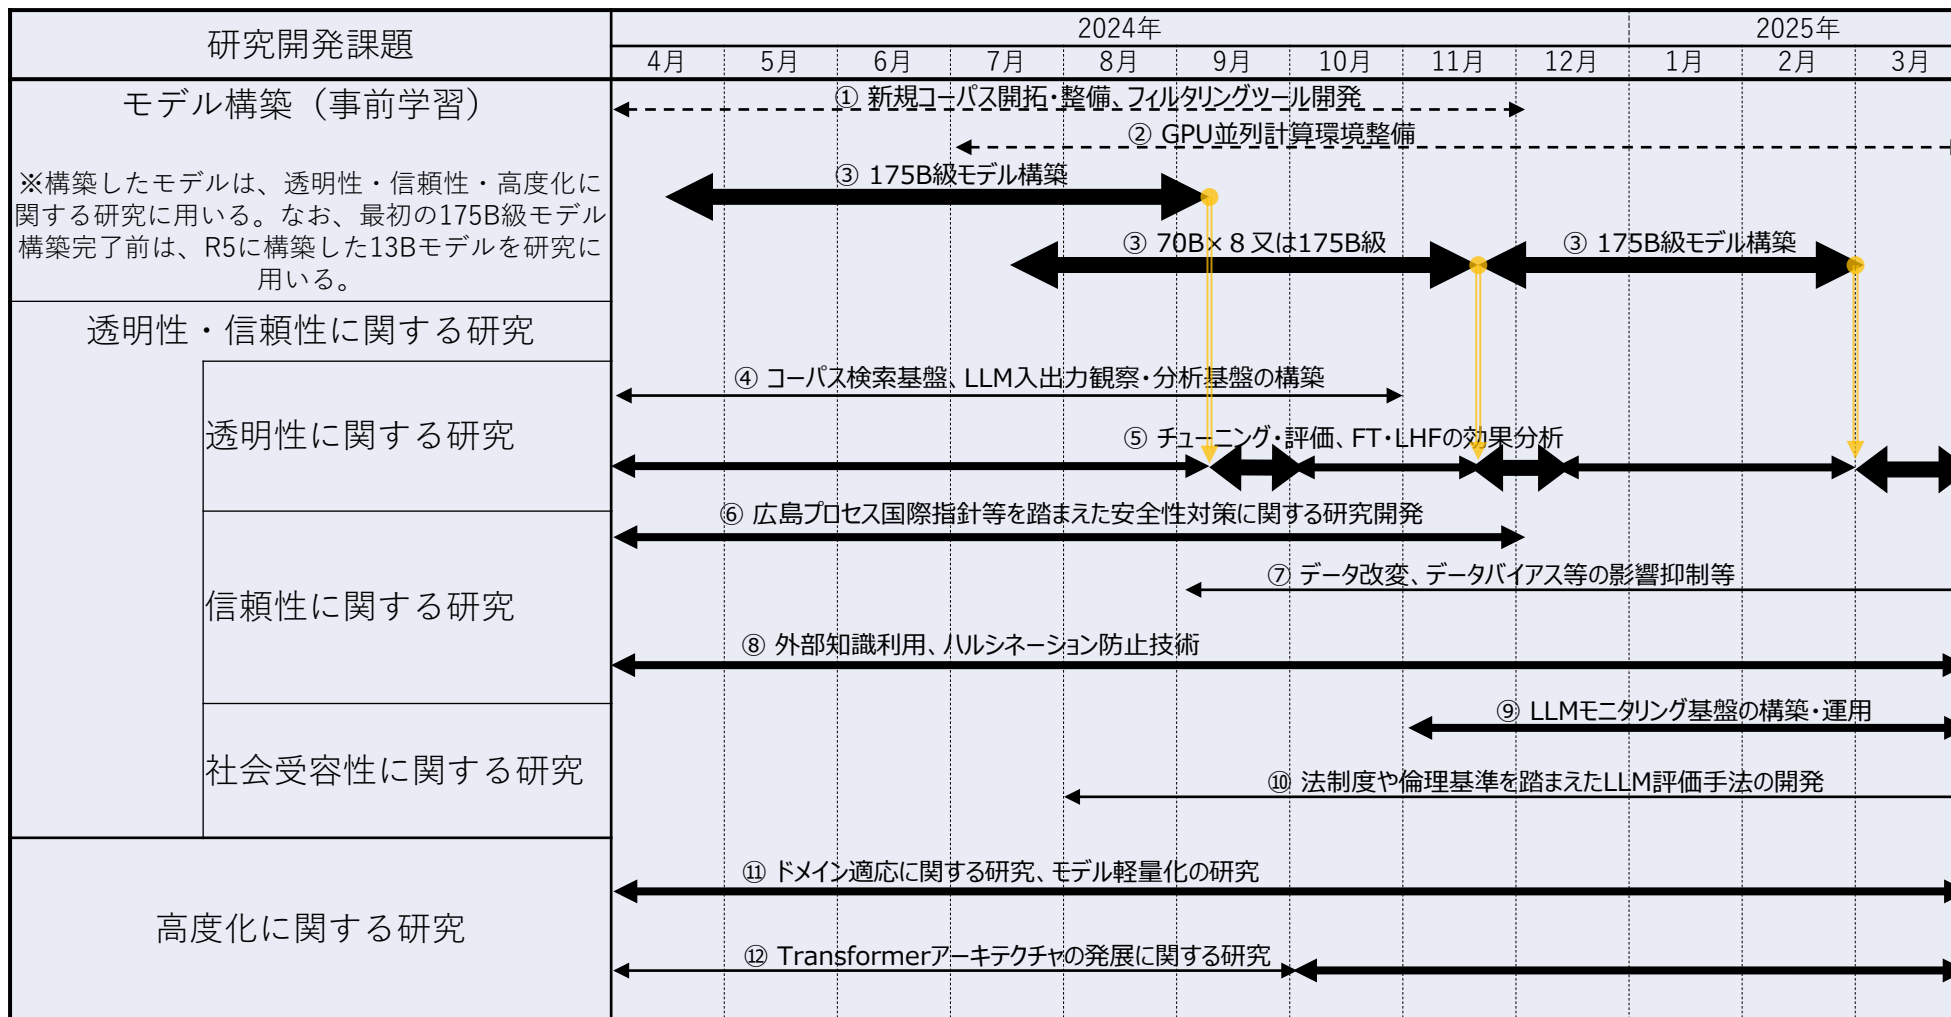 研究開発課題
2024年
2025年
4月 5月 6月 7月 8月 9月 10月 11月 12月 1月 2月 3月
モデル構築（事前学習）
※構築したモデルは、透明性・信頼性・高度化に
関する研究に用いる。なお、最初の175B級モデル
構築完了前は、R5に構築した13Bモデルを研究に
用いる。
① 新規コーパス開拓・整備、フィルタリングツール開発
② GPU並列計算環境整備
③ 175B級モデル構築
③ 70B×８又は175B級
③ 175B級モデル構築
透明性・信頼性に関する研究
透明性に関する研究
④ コーパス検索基盤、LLM入出力観察・分析基盤の構築
⑤ チューニング・評価、FT・LHFの効果分析
信頼性に関する研究
⑥ 広島プロセス国際指針等を踏まえた安全性対策に関する研究開発
⑦ データ改変、データバイアス等の影響抑制等
⑧ 外部知識利用、ハルシネーション防止技術
社会受容性に関する研究
⑨ LLMモニタリング基盤の構築・運用
⑩ 法制度や倫理基準を踏まえたLLM評価手法の開発
高度化に関する研究
⑪ ドメイン適応に関する研究、モデル軽量化の研究
⑫ Transformerアーキテクチャの発展に関する研究